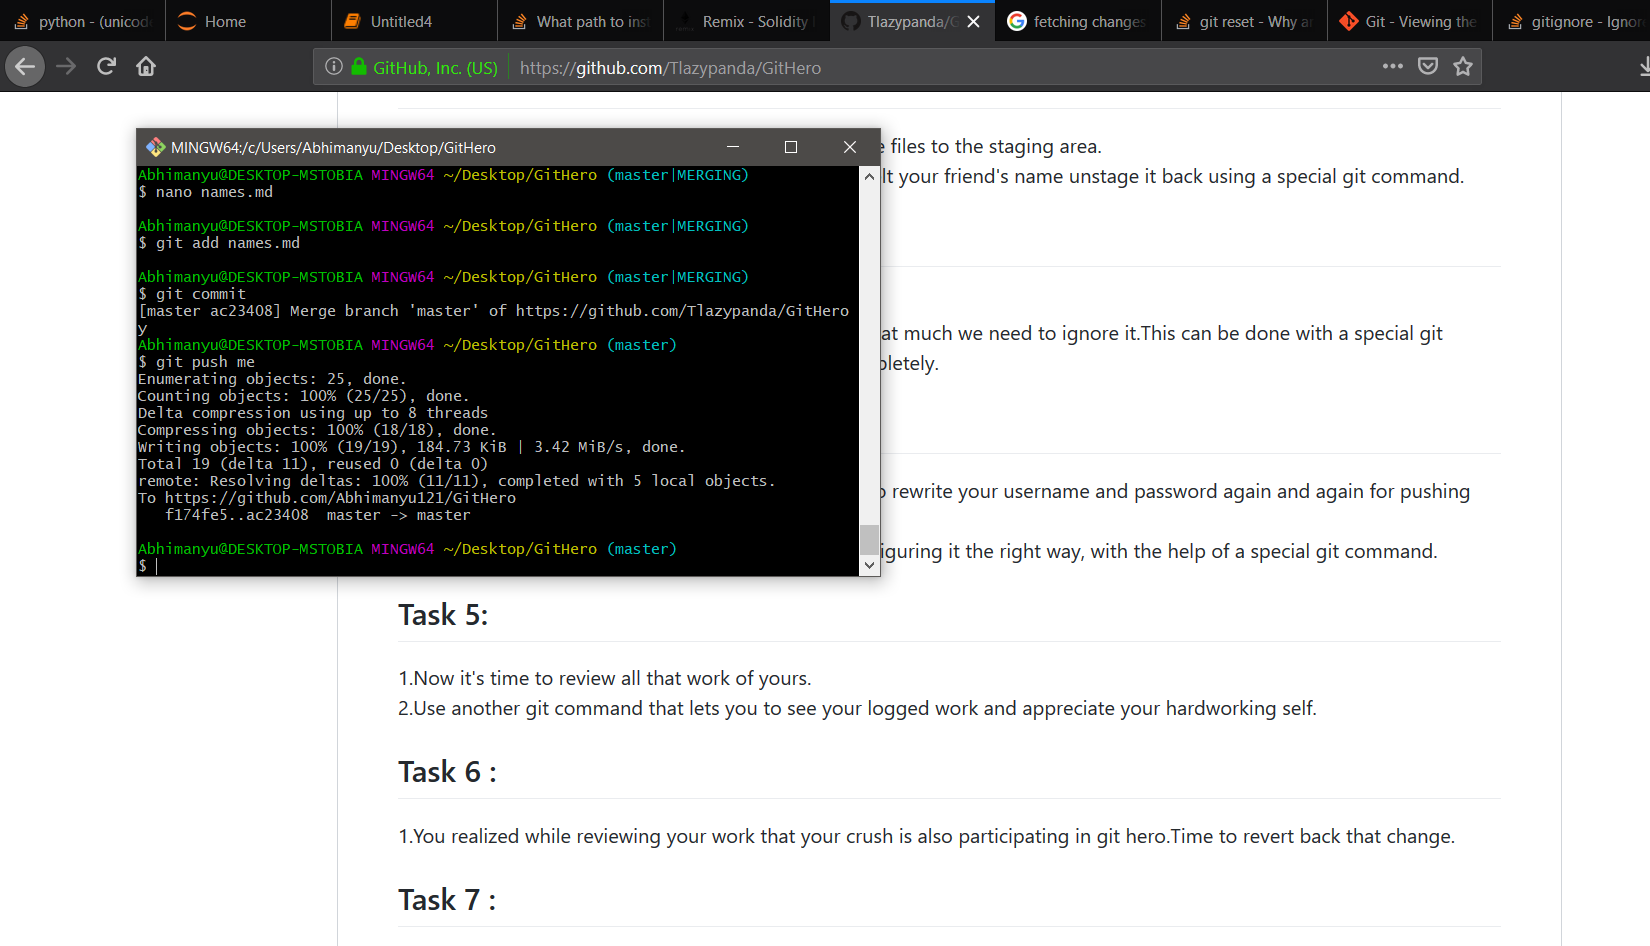 python - (unicod
Home
Untitled4
What path to inst
Remix - Solidity
Tlazypanda/G
fetching changes
git reset - Why ar
Git - Viewing the
gitignore - Ignor
GitHub, Inc. (US)
https://github.com/Tlazypanda/GitHero
MINGW64:/c/Users/Abhimanyu/Desktop/GitHero
Abhimanyu@DESKTOP-MSTOBIA MINGW64 ~/Desktop/GitHero (master|MERGING)
$ nano names.md
Abhimanyu@DESKTOP-MSTOBIA MINGW64 ~/Desktop/GitHero (master|MERGING)
$ git add names.md
Abhimanyu@DESKTOP-MSTOBIA MINGW64 ~/Desktop/GitHero (master|MERGING)
$ git commit
[master ac23408] Merge branch 'master' of https://github.com/Tlazypanda/GitHero
y
Abhimanyu@DESKTOP-MSTOBIA MINGW64 ~/Desktop/GitHero (master)
$ git push me
Enumerating objects: 25, done.
Counting objects: 100% (25/25), done.
Delta compression using up to 8 threads
Compressing objects: 100% (18/18), done.
Writing objects: 100% (19/19), 184.73 KiB | 3.42 MiB/s, done.
Total 19 (delta 11), reused 0 (delta 0)
remote: Resolving deltas: 100% (11/11), completed with 5 local objects.
To https://github.com/Abhimanyu121/GitHero
f174fe5..ac23408 master -> master
Abhimanyu@DESKTOP-MSTOBIA MINGW64 ~/Desktop/GitHero (master)
$
e files to the staging area.
lt your friend's name unstage it back using a special git command.
at much we need to ignore it.This can be done with a special git
pletely.
o rewrite your username and password again and again for pushing
iguring it the right way, with the help of a special git command.
Task 5:
1.Now it's time to review all that work of yours.
2.Use another git command that lets you to see your logged work and appreciate your hardworking self.
Task 6 :
1.You realized while reviewing your work that your crush is also participating in git hero.Time to revert back that change.
Task 7 :